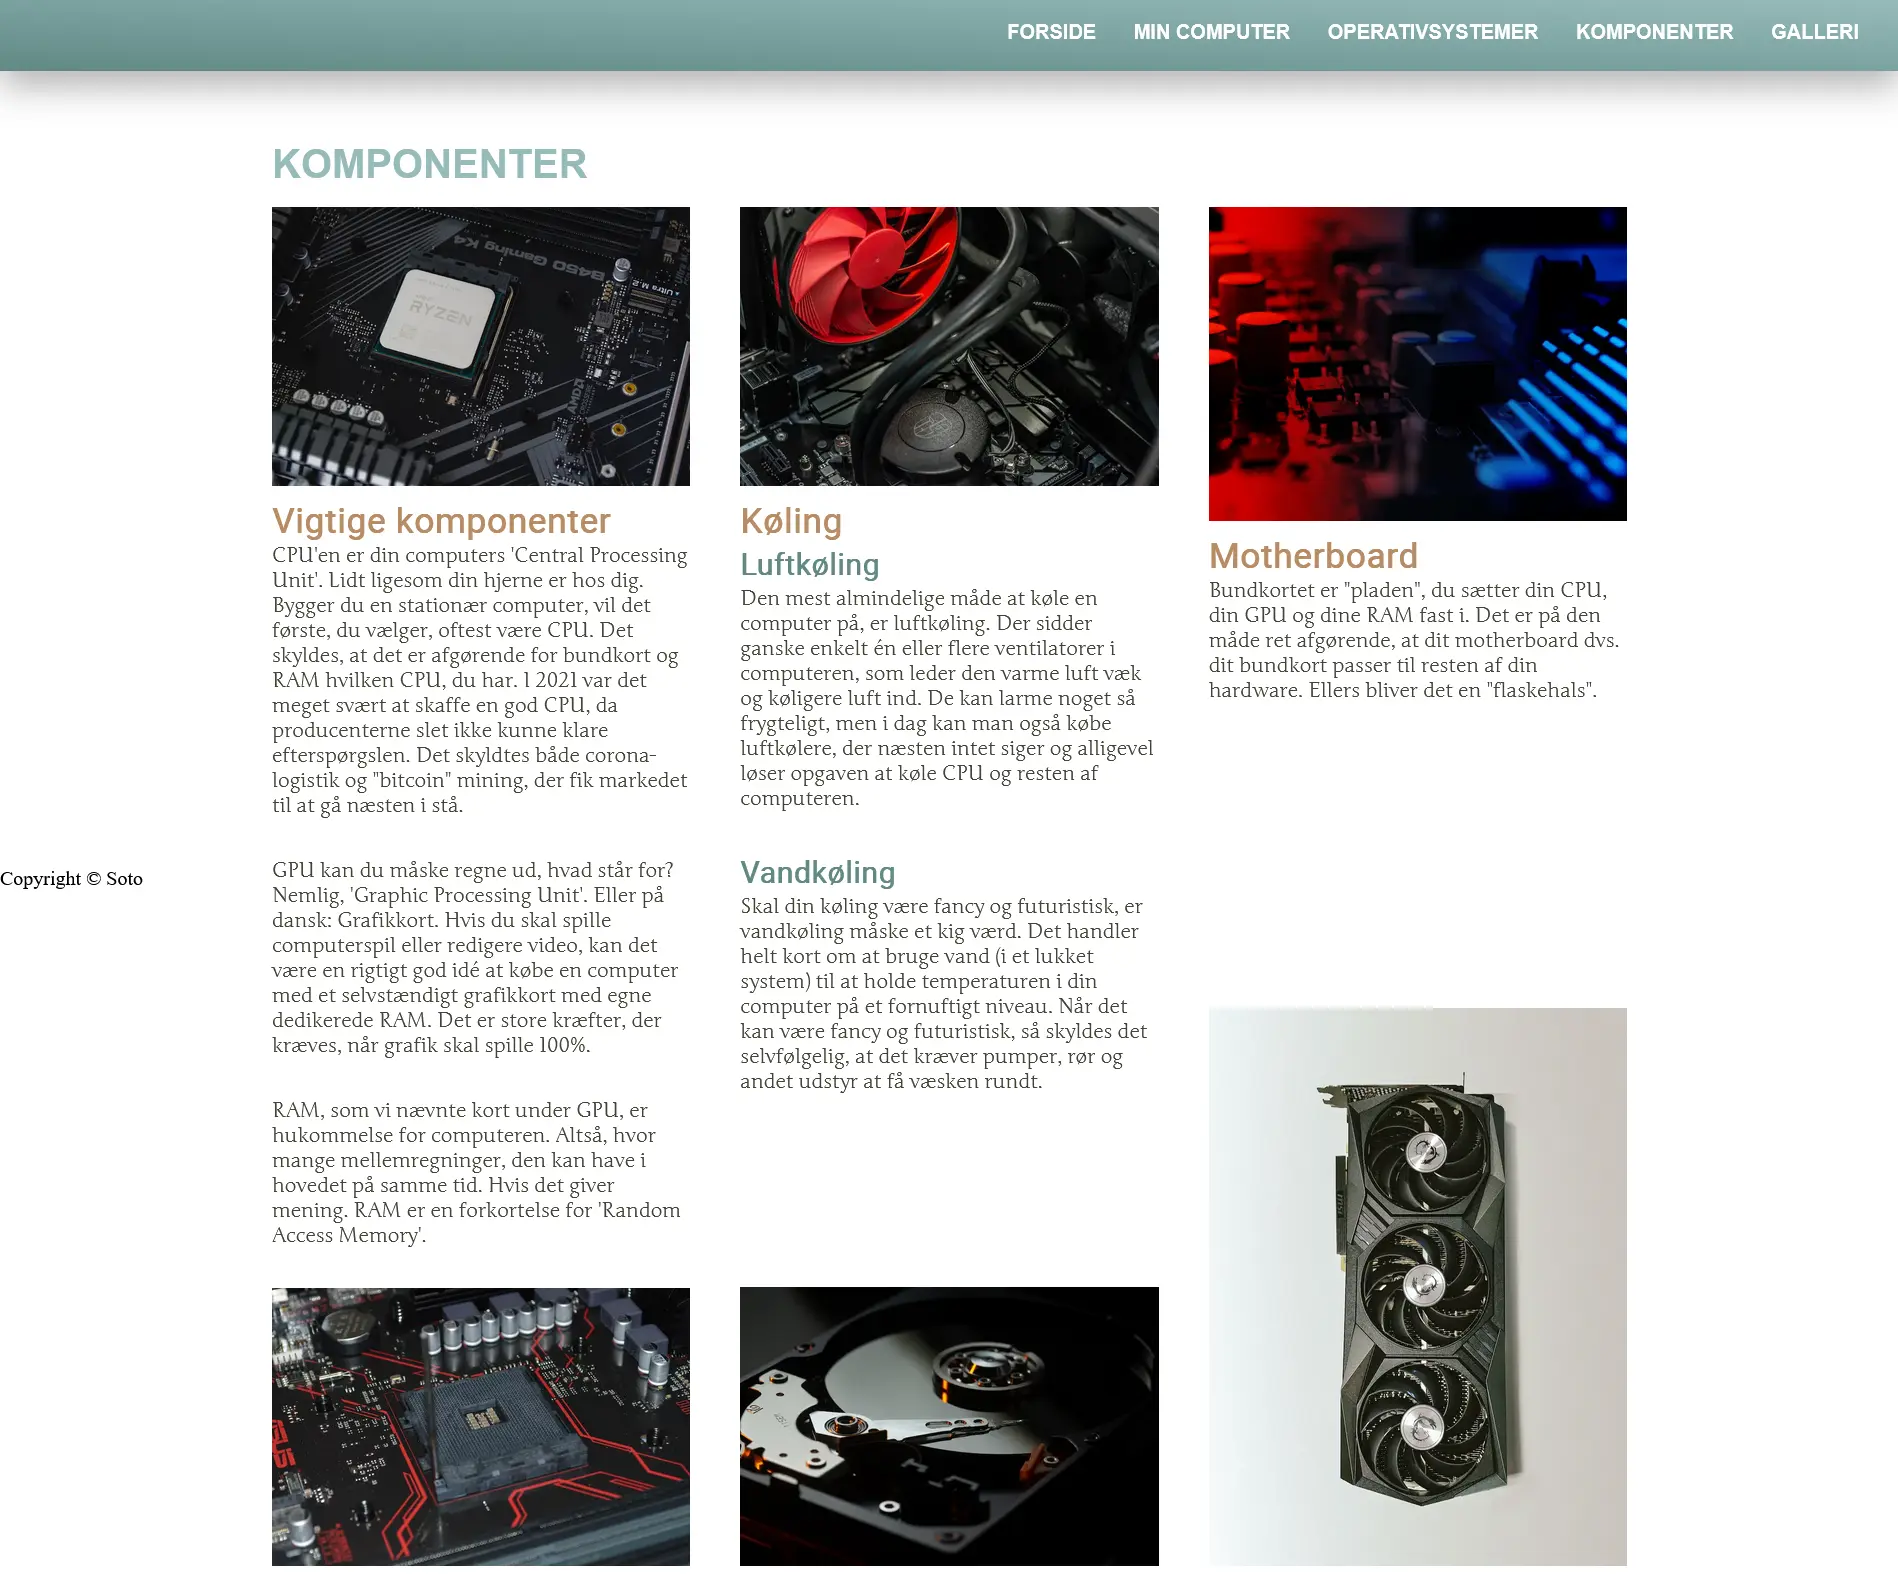 FORSIDE MIN COMPUTER OPERATIVSYSTEMER KOMPONENTER GALLERI
KOMPONENTER
B450 Gaming K4
Ultra M.2
RYZEN
AMD
Vigtige komponenter
CPU'en er din computers 'Central Processing
Unit'. Lidt ligesom din hjerne er hos dig.
Bygger du en stationær computer, vil det
første, du vælger, oftest være CPU. Det
skyldes, at det er afgørende for bundkort og
RAM hvilken CPU, du har. I 2021 var det
meget svært at skaffe en god CPU, da
producenterne slet ikke kunne klare
efterspørgslen. Det skyldtes både corona-
logistik og "bitcoin" mining, der fik markedet
til at gå næsten i stå.
GPU kan du måske regne ud, hvad står for?
Nemlig, 'Graphic Processing Unit'. Eller på
dansk: Grafikkort. Hvis du skal spille
computerspil eller redigere video, kan det
være en rigtigt god idé at købe en computer
med et selvstændigt grafikkort med egne
dedikerede RAM. Det er store kræfter, der
kræves, når grafik skal spille 100%.
RAM, som vi nævnte kort under GPU, er
hukommelse for computeren. Altså, hvor
mange mellemregninger, den kan have i
hovedet på samme tid. Hvis det giver
mening. RAM er en forkortelse for 'Random
Access Memory'.
ASUS
Køling
Luftkøling
Den mest almindelige måde at køle en
computer på, er luftkøling. Der sidder
ganske enkelt én eller flere ventilatorer i
computeren, som leder den varme luft væk
og køligere luft ind. De kan larme noget så
frygteligt, men i dag kan man også købe
luftkølere, der næsten intet siger og alligevel
løser opgaven at køle CPU og resten af
computeren.
Vandkøling
Skal din køling være fancy og futuristisk, er
vandkøling måske et kig værd. Det handler
helt kort om at bruge vand (i et lukket
system) til at holde temperaturen i din
computer på et fornuftigt niveau. Når det
kan være fancy og futuristisk, så skyldes det
selvfølgelig, at det kræver pumper, rør og
andet udstyr at få væsken rundt.
Motherboard
Bundkortet er "pladen", du sætter din CPU,
din GPU og dine RAM fast i. Det er på den
måde ret afgørende, at dit motherboard dvs.
dit bundkort passer til resten af din
hardware. Ellers bliver det en "flaskehals".
Copyright © Soto